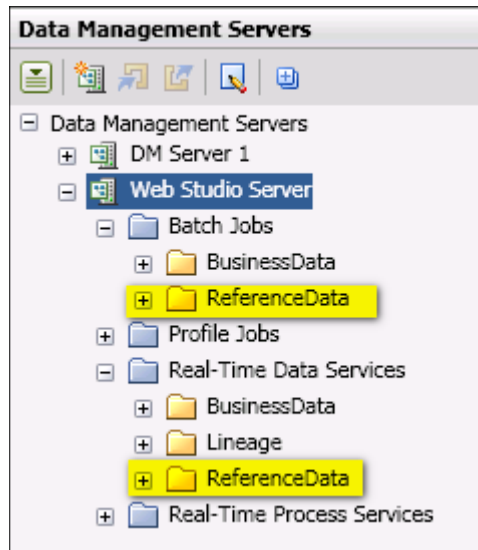 Data Management Servers
Data Management Servers
DM Server 1
Web Studio Server
Batch Jobs
BusinessData
ReferenceData
Profile Jobs
Real-Time Data Services
BusinessData
Lineage
ReferenceData
Real-Time Process Services